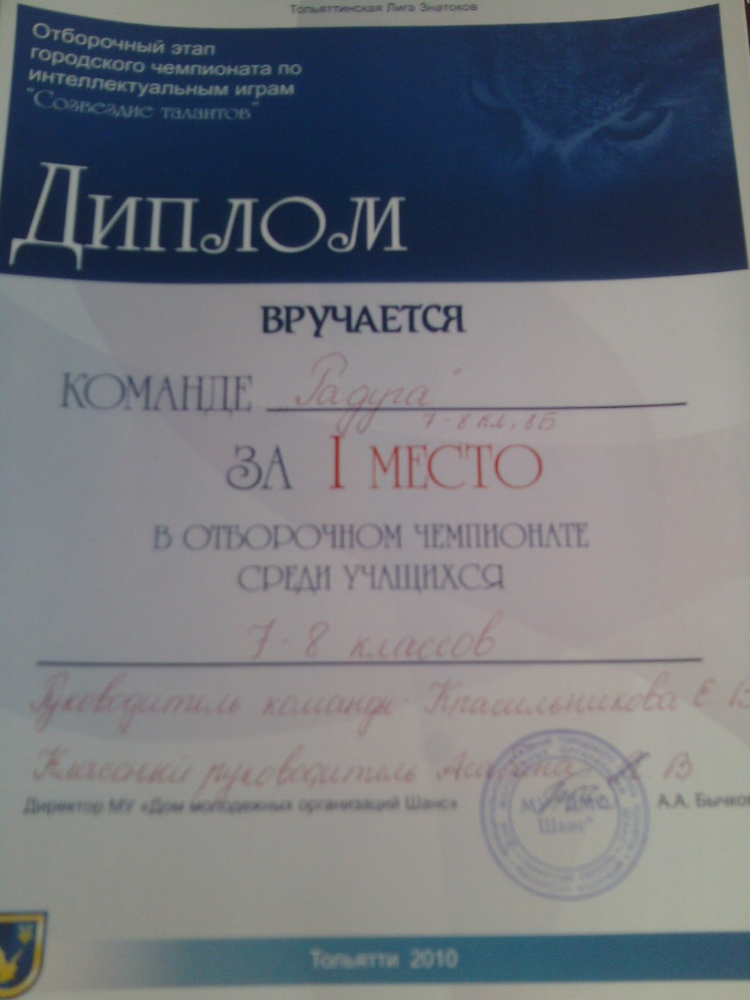 Тольяттинская Лига Знатоков
Отборочный этап
городского чемпионата по
интеллектуальным играм
"Созвездие талантов"
Диплом
ВРУЧАЕТСЯ
КОМАНДЕ „Радуга"
7-8 кл, 8Б
ЗА I МЕСТО
В ОТБОРОЧНОМ ЧЕМПИОНАТЕ
СРЕДИ УЧАЩИХСЯ
7-8 классов
Руководитель команды- Красильникова Е В
Классный руководитель В
Директор МУ «Дом молодежных организаций Шанс» А.А. Бычков
МУ ДМО
Шанс"
Тольятти 2010